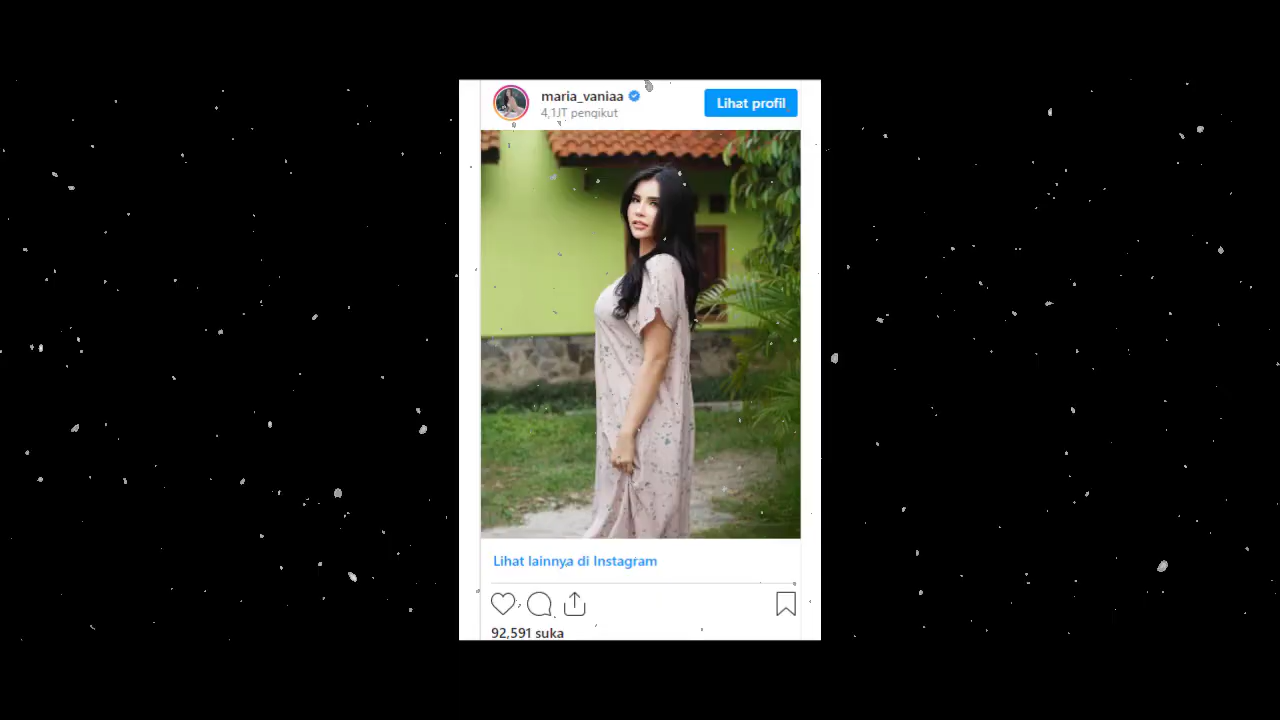 maria_vaniaa
4,1JT pengikut
Lihat profil
Lihat lainnya di Instagram
92,591 suka